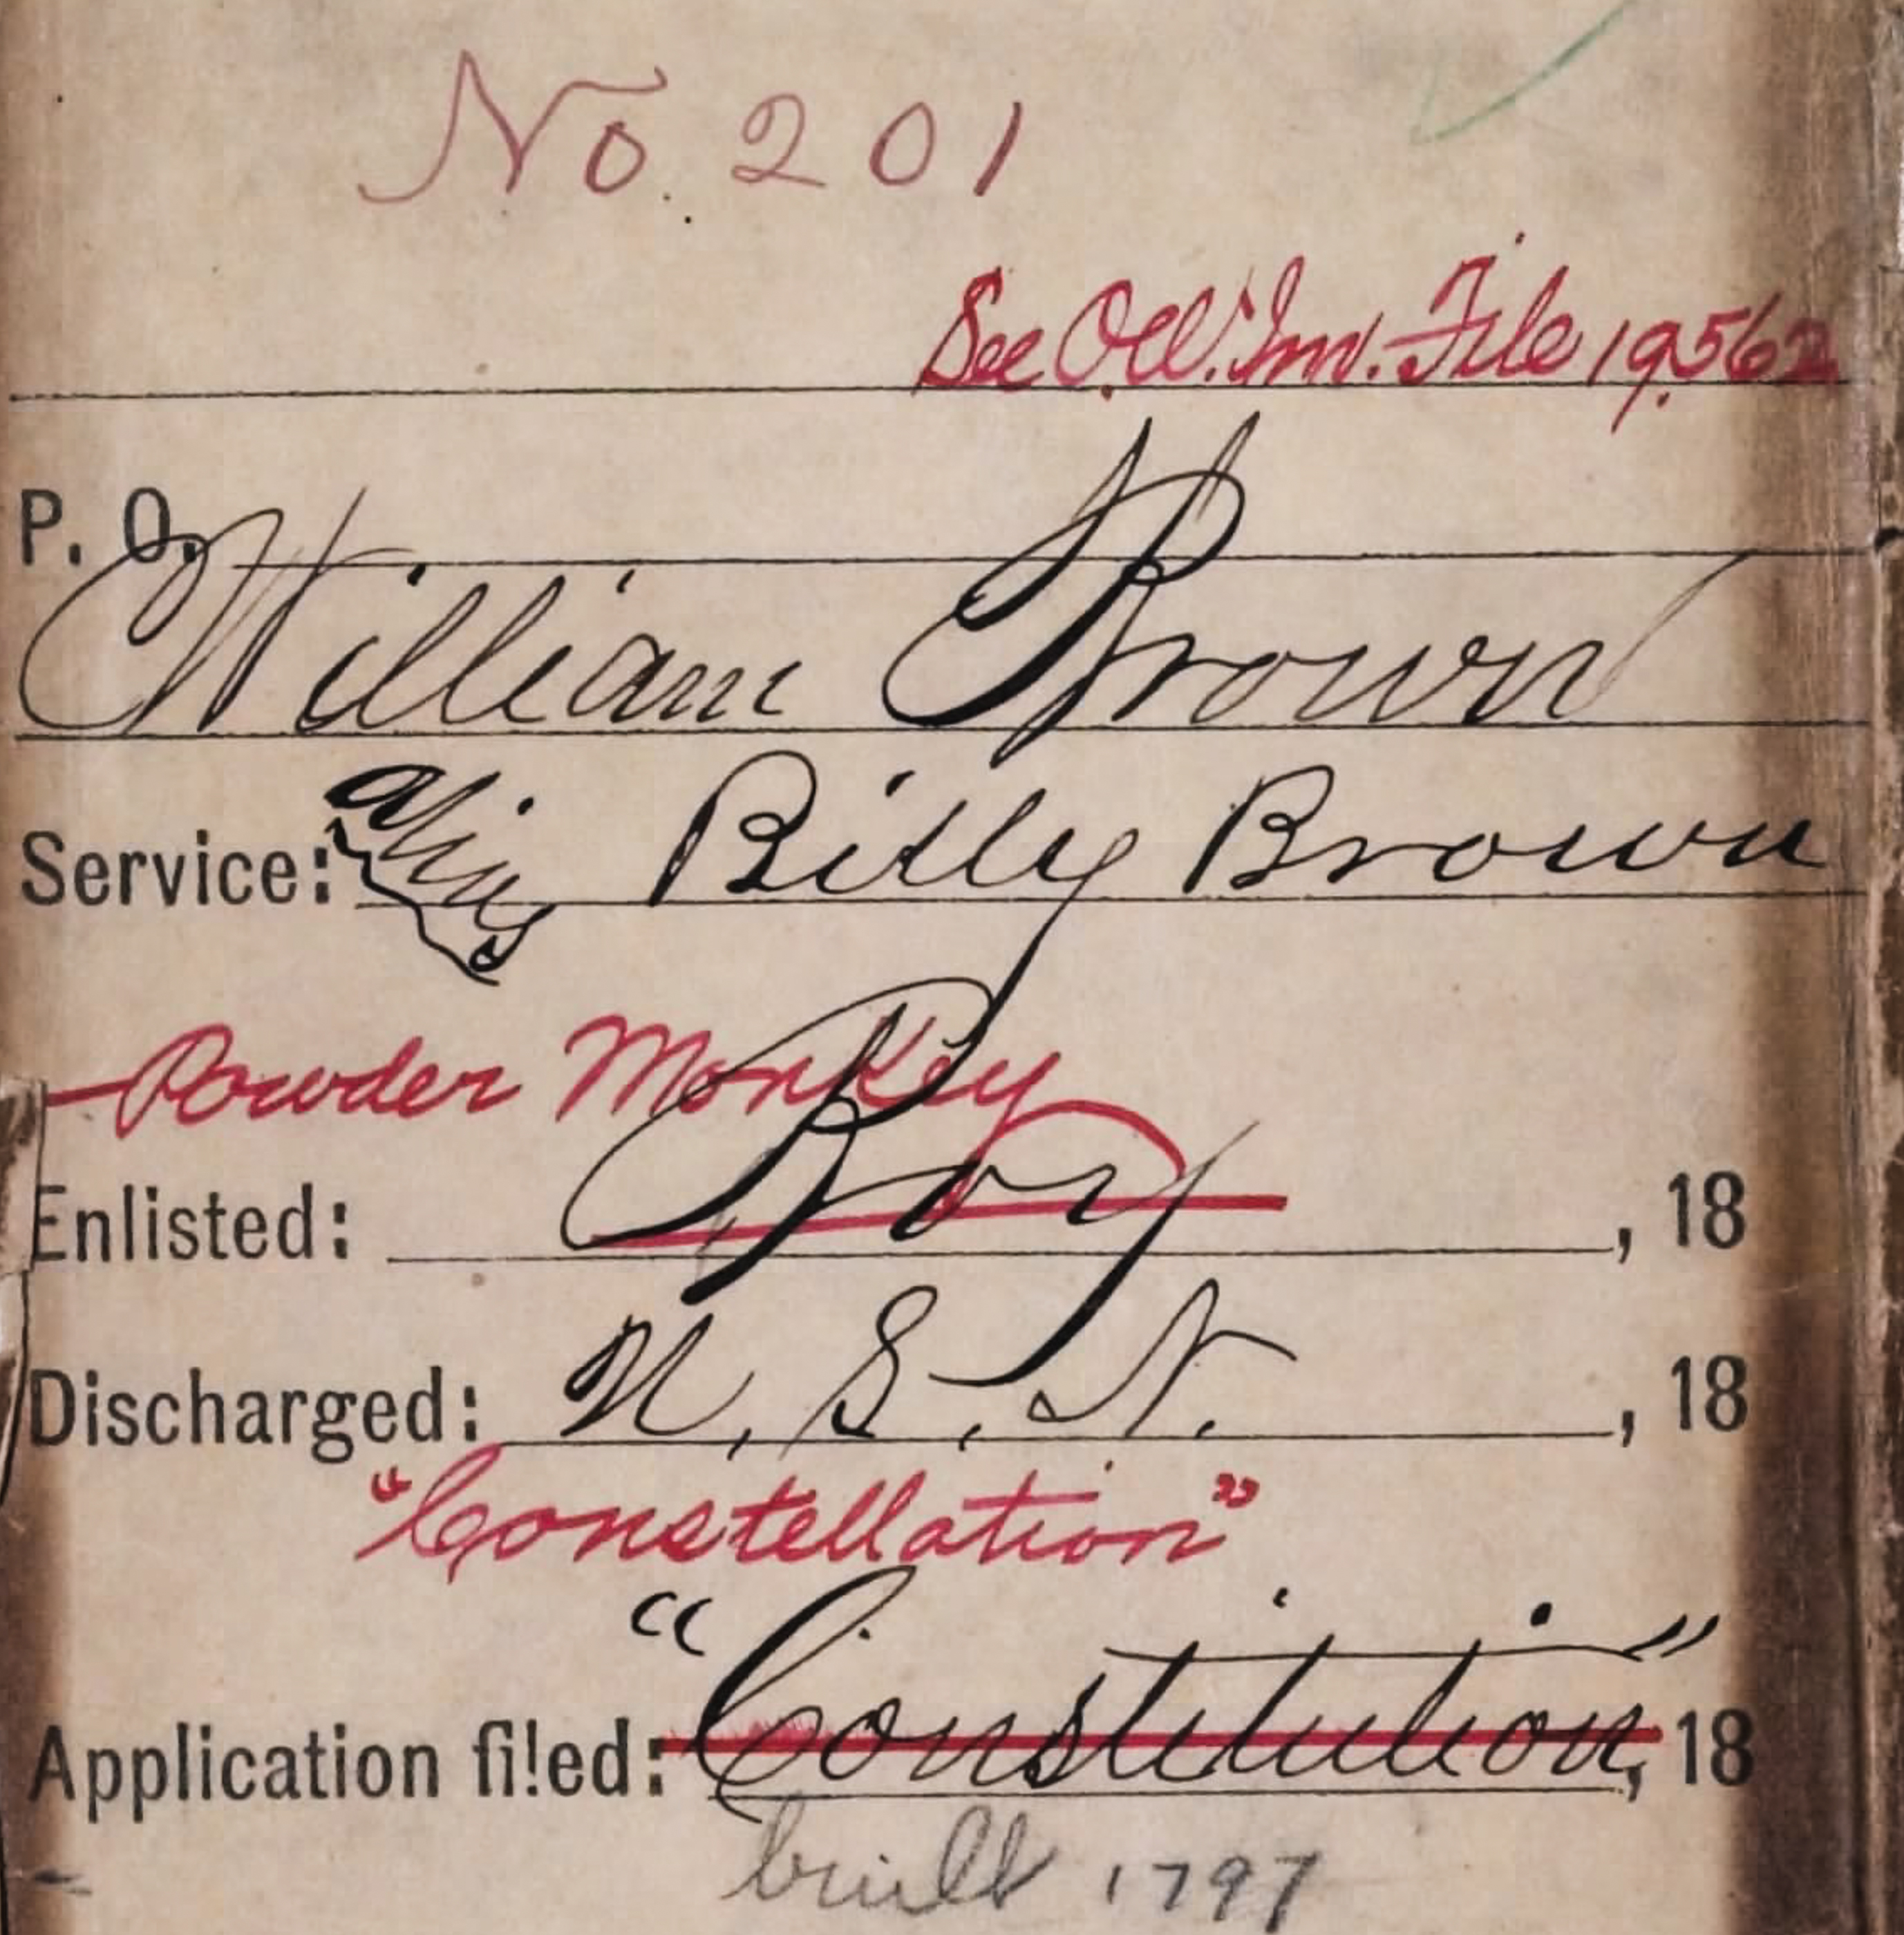 No. 201
See O.W. Inv. File 19562
P. O.
William Brown
Service: alias Billy Brown
Powder Monkey
Enlisted: Boy , 18
Discharged: U. S. N. , 18
"Constellation"
Application filed: "Constitution" , 18
built 1797